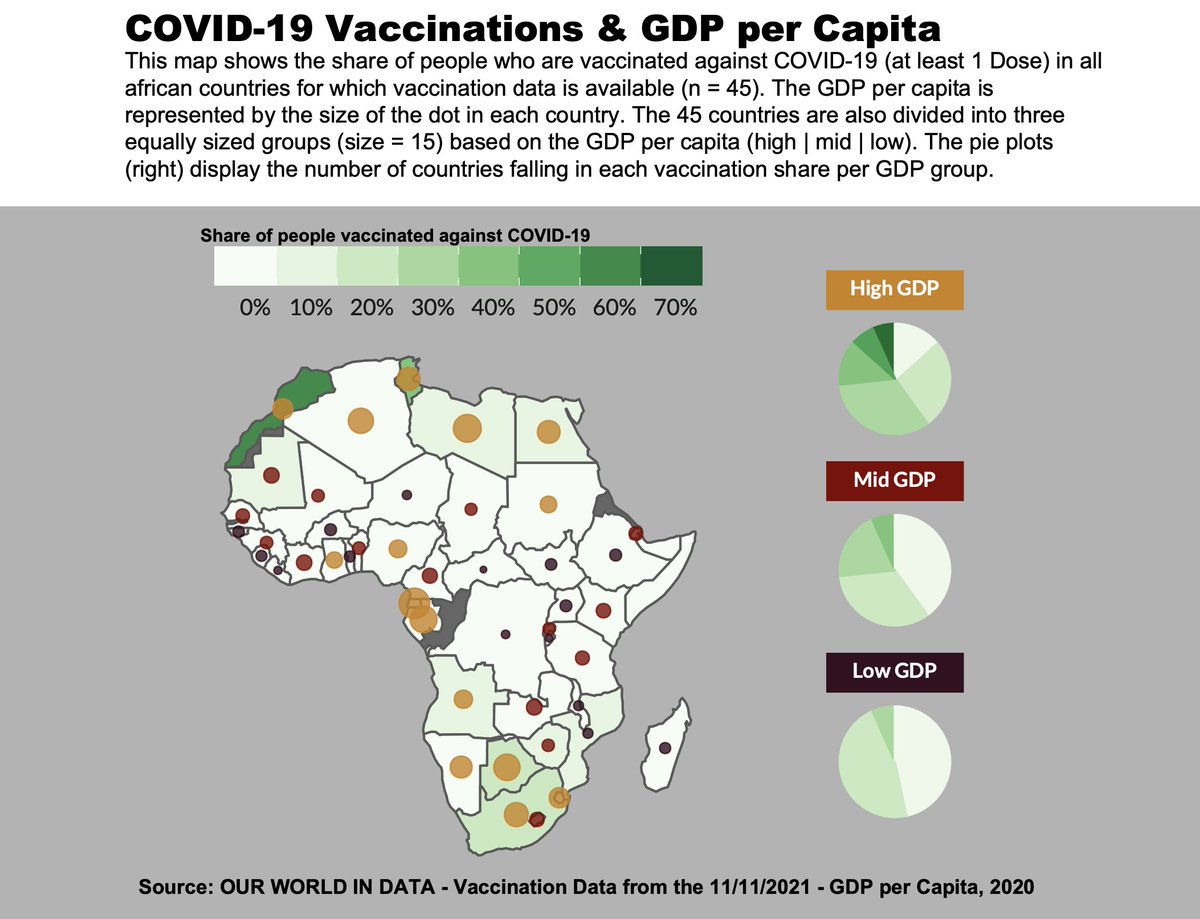 COVID-19 Vaccinations & GDP per Capita
This map shows the share of people who are vaccinated against COVID-19 (at least 1 Dose) in all
african countries for which vaccination data is available (n = 45). The GDP per capita is
represented by the size of the dot in each country. The 45 countries are also divided into three
equally sized groups (size = 15) based on the GDP per capita (high | mid | low). The pie plots
(right) display the number of countries falling in each vaccination share per GDP group.
Share of people vaccinated against COVID-19
0% 10% 20% 30% 40% 50% 60% 70%
High GDP
Mid GDP
Low GDP
Source: OUR WORLD IN DATA - Vaccination Data from the 11/11/2021 - GDP per Capita, 2020